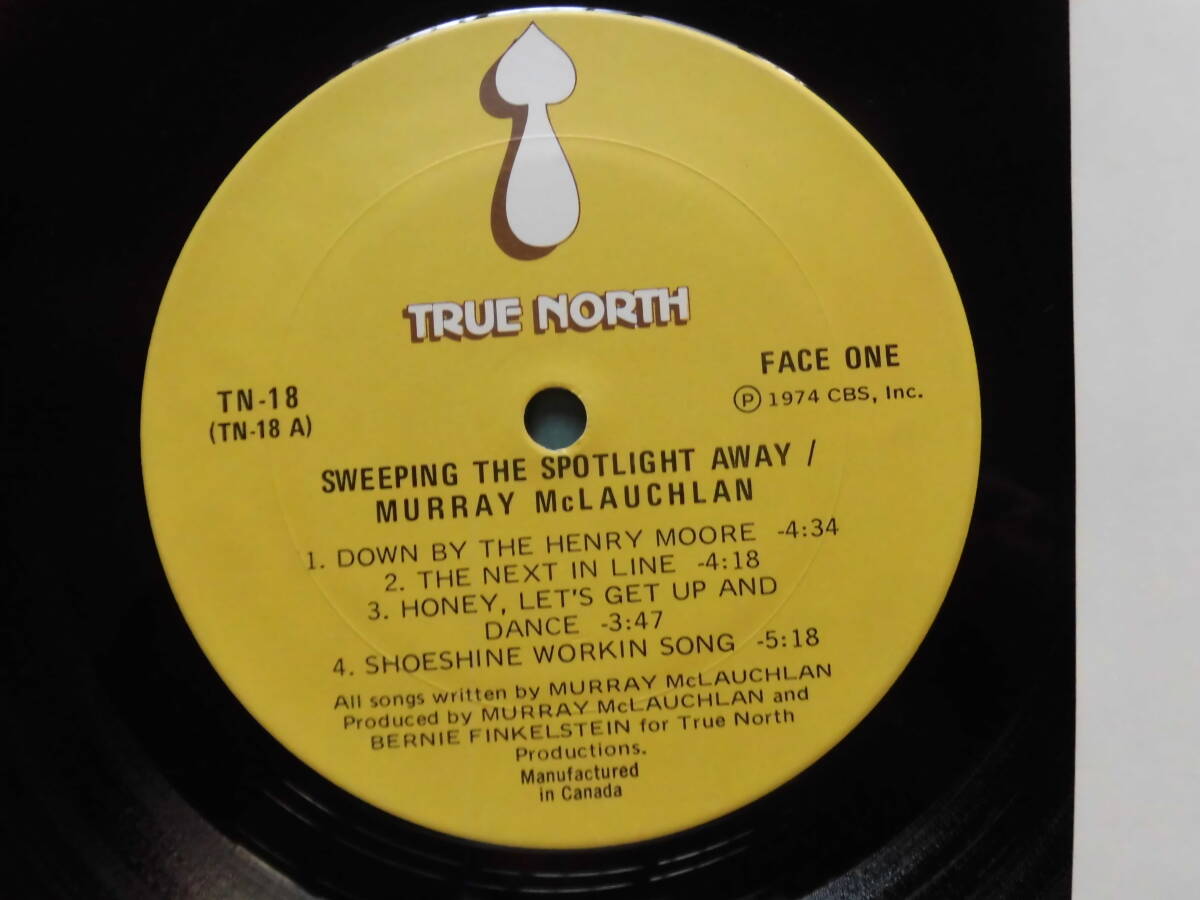 TRUE NORTH
TN-18
(TN-18 A)
FACE ONE
Ⓟ 1974 CBS, Inc.
SWEEPING THE SPOTLIGHT AWAY /
MURRAY McLAUCHLAN
1. DOWN BY THE HENRY MOORE -4:34
2. THE NEXT IN LINE -4:18
3. HONEY, LET'S GET UP AND
DANCE -3:47
4. SHOESHINE WORKIN SONG -5:18
All songs written by MURRAY McLAUCHLAN
Produced by MURRAY McLAUCHLAN and
BERNIE FINKELSTEIN for True North
Productions.
Manufactured
in Canada